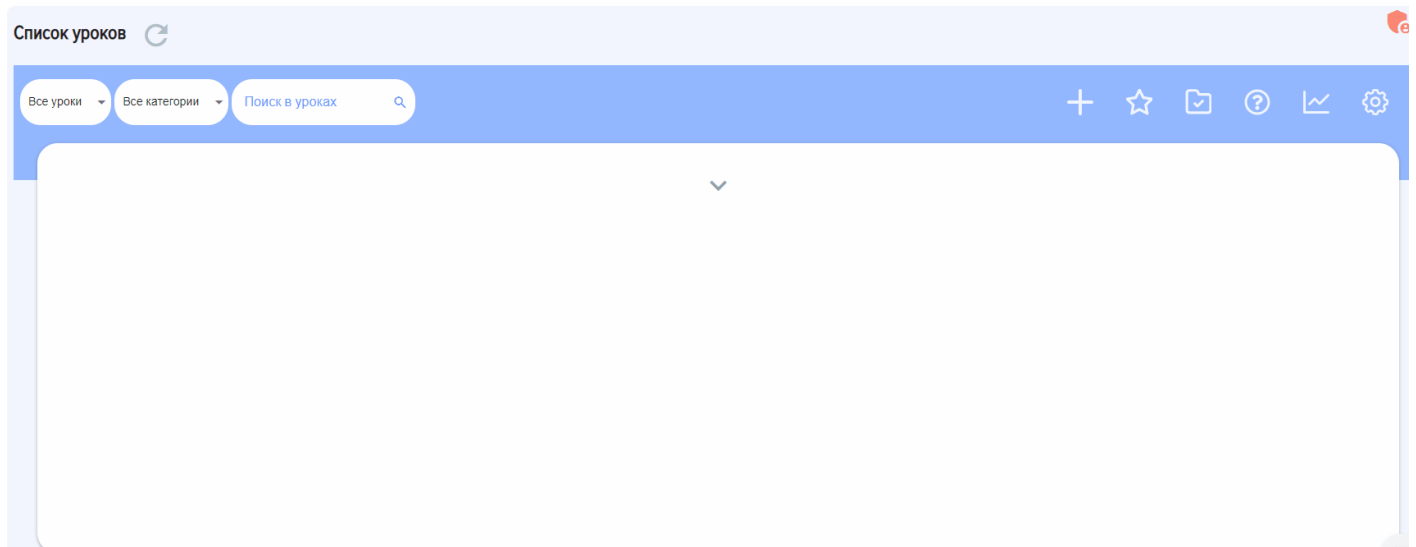 Список уроков
Все уроки
Все категории
Поиск в уроках